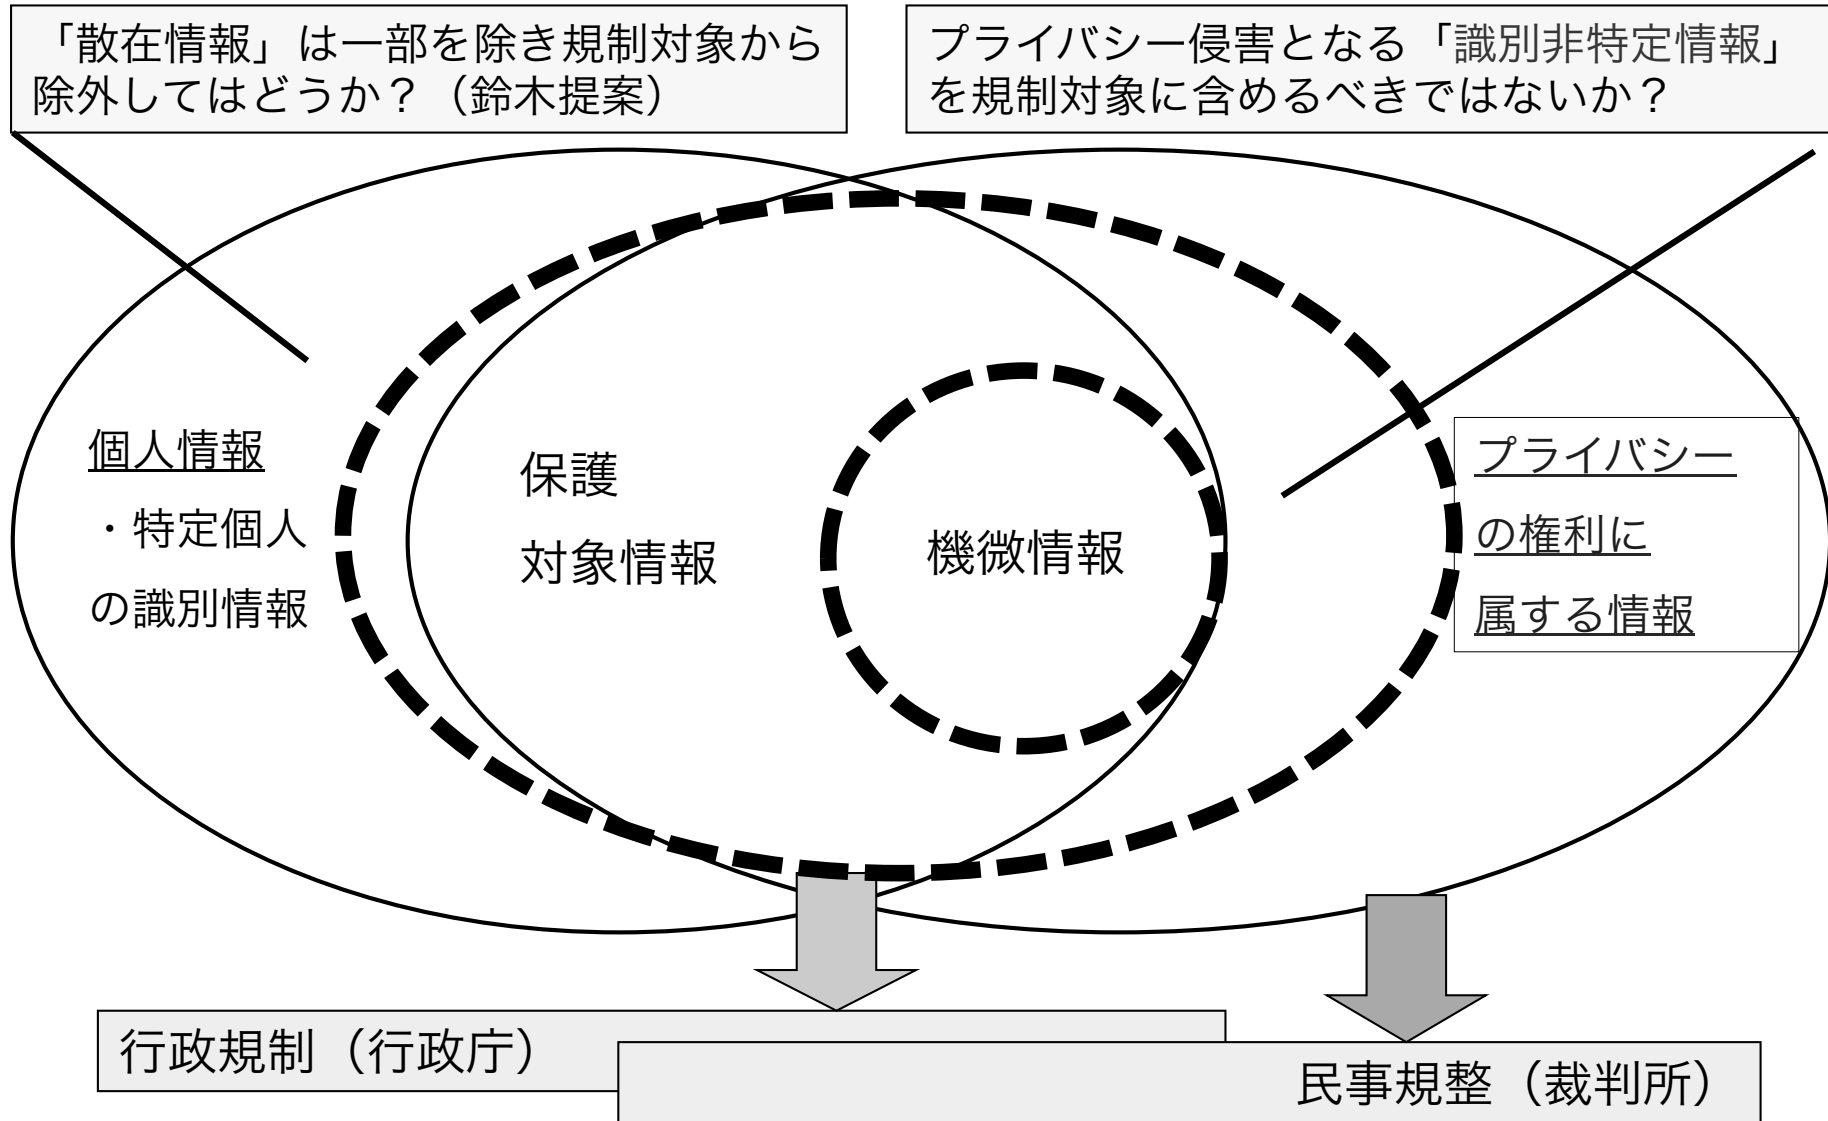 「散在情報」は一部を除き規制対象から
除外してはどうか？（鈴木提案）
プライバシー侵害となる「識別非特定情報」
を規制対象に含めるべきではないか？
個人情報
・特定個人
の識別情報
保護
対象情報
機微情報
プライバシー
の権利に
属する情報
行政規制（行政庁）
民事規整（裁判所）